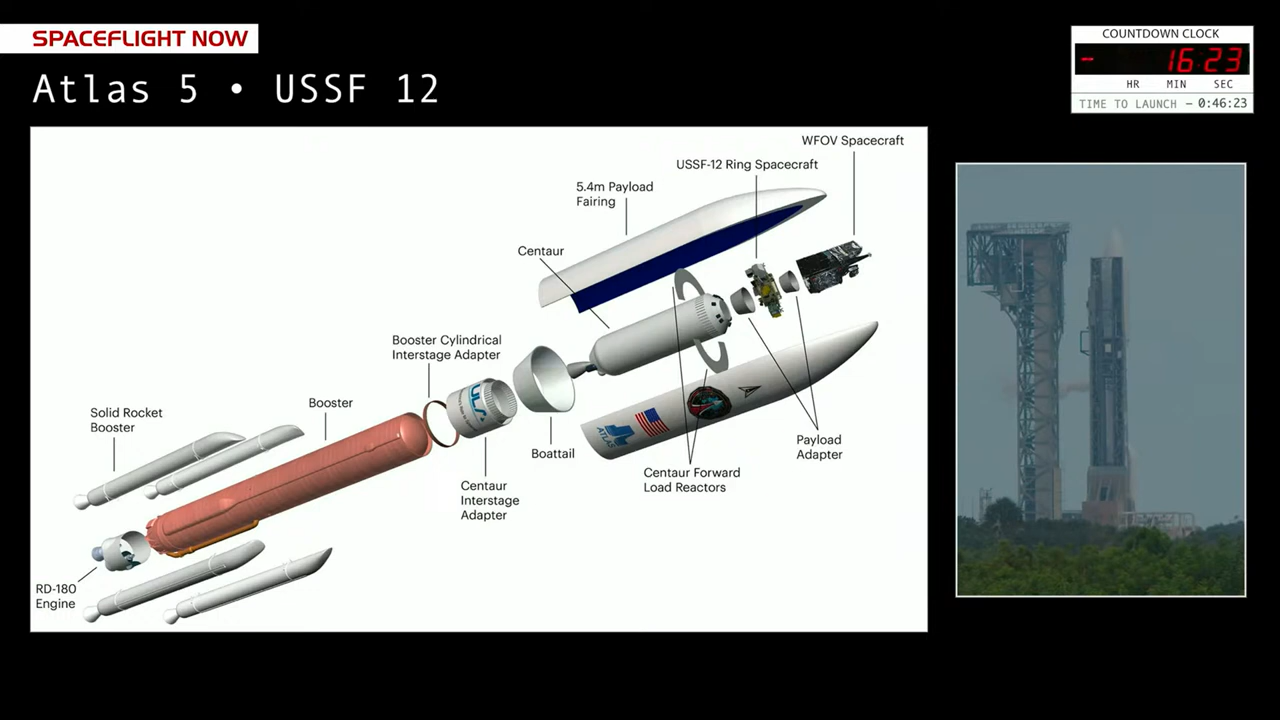 SPACEFLIGHT NOW
Atlas 5 • USSF 12
COUNTDOWN CLOCK
- 16:23
HR MIN SEC
TIME TO LAUNCH – 0:46:23
WFOV Spacecraft
USSF-12 Ring Spacecraft
5.4m Payload
Fairing
Centaur
Booster Cylindrical
Interstage Adapter
Booster
Solid Rocket
Booster
Boattail
Centaur
Interstage
Adapter
Centaur Forward
Load Reactors
Payload
Adapter
RD-180
Engine
ULA
ATLAS